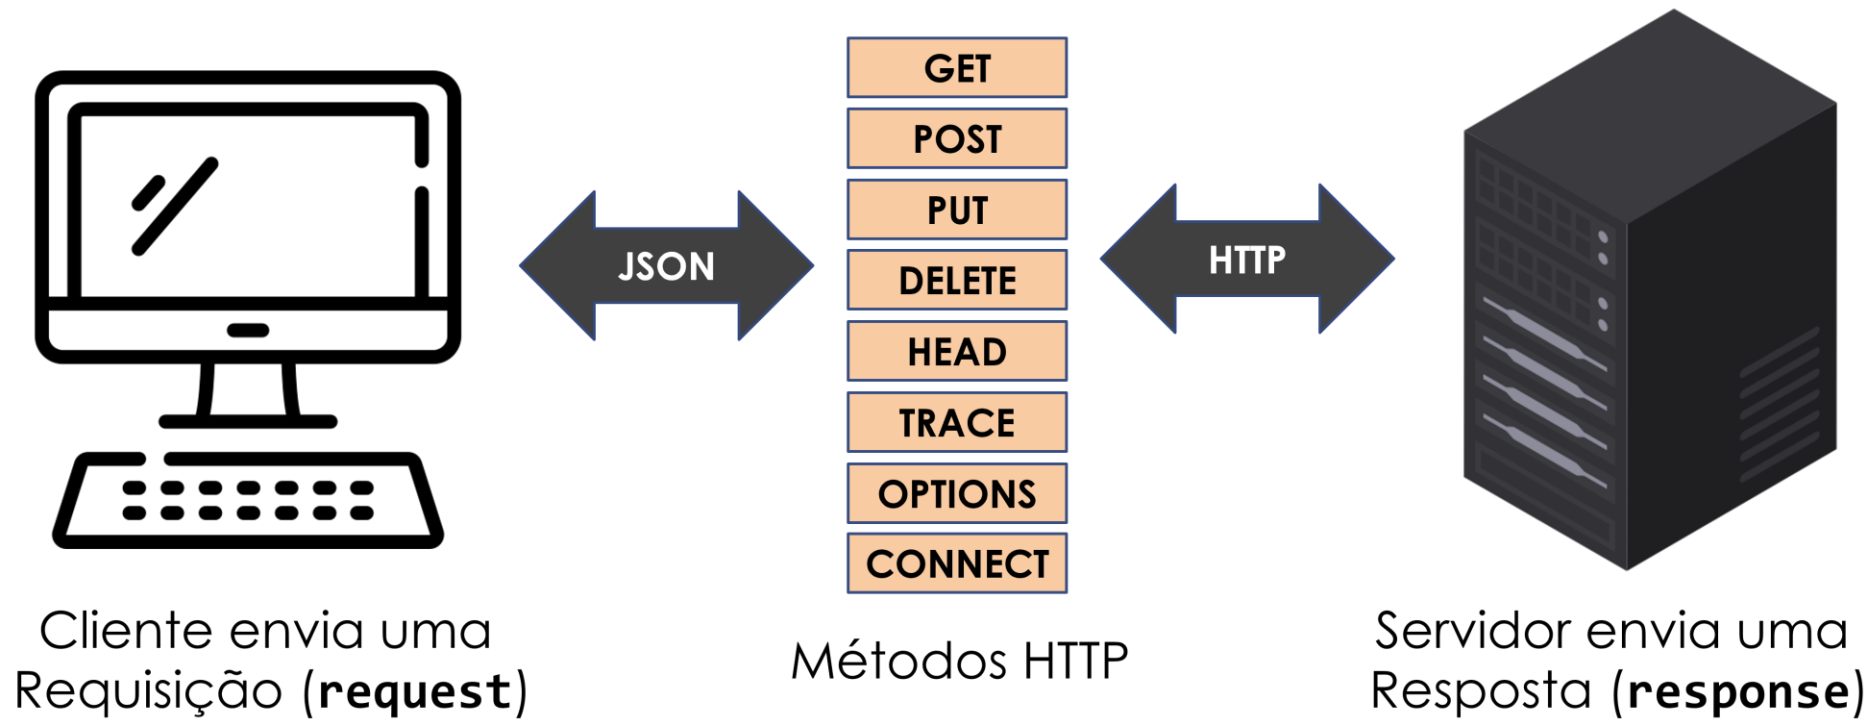 GET
POST
PUT
DELETE
HEAD
TRACE
OPTIONS
CONNECT
JSON
HTTP
Cliente envia uma
Requisição (request)
Métodos HTTP
Servidor envia uma
Resposta (response)